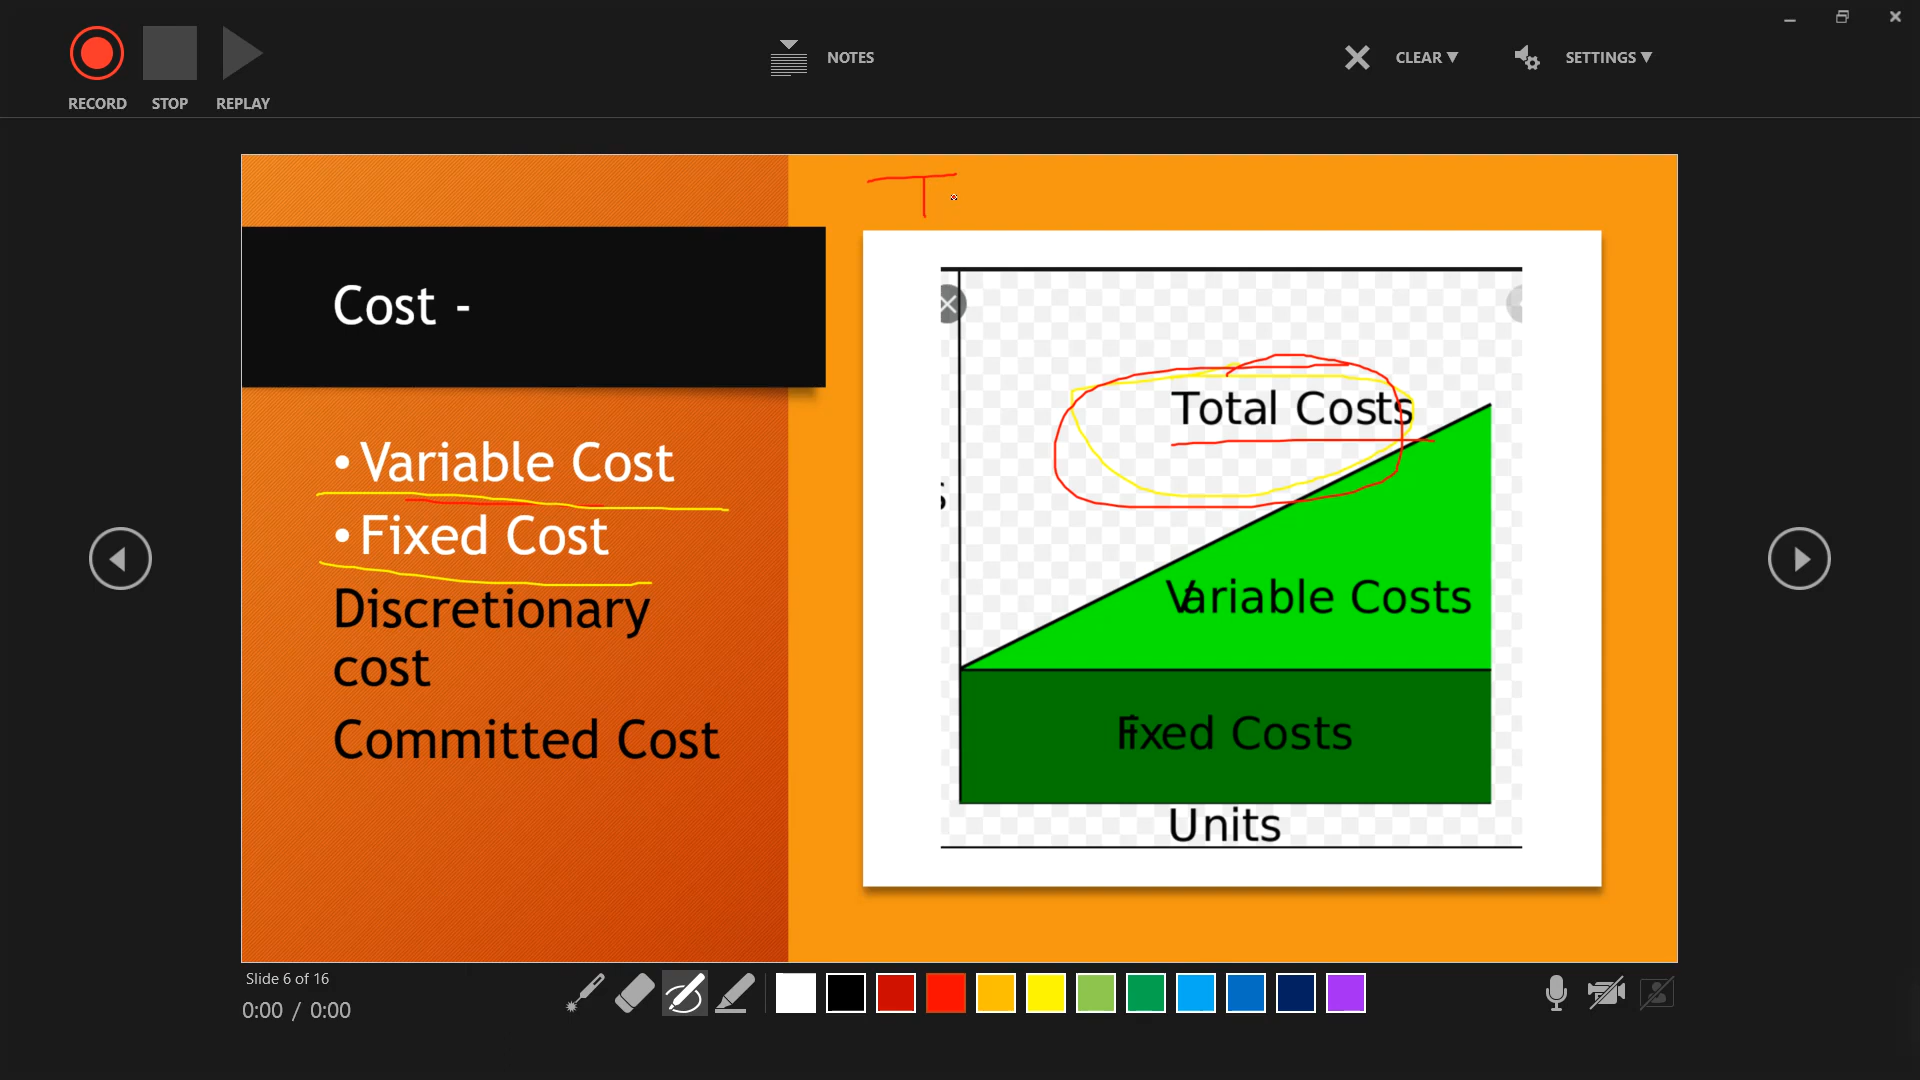 RECORD STOP REPLAY
NOTES
CLEAR ▼
SETTINGS ▼
T
Cost -
• Variable Cost
• Fixed Cost
Discretionary
cost
Committed Cost
Total Costs
s
Variable Costs
Fixed Costs
Units
Slide 6 of 16
0:00 / 0:00